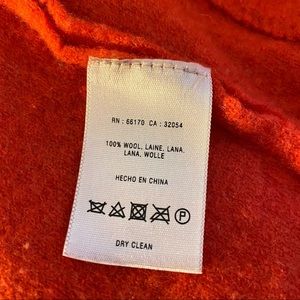 RN : 66170 CA : 32054
100% WOOL, LAINE, LANA,
LANA, WOLLE
HECHO EN CHINA
P
DRY CLEAN